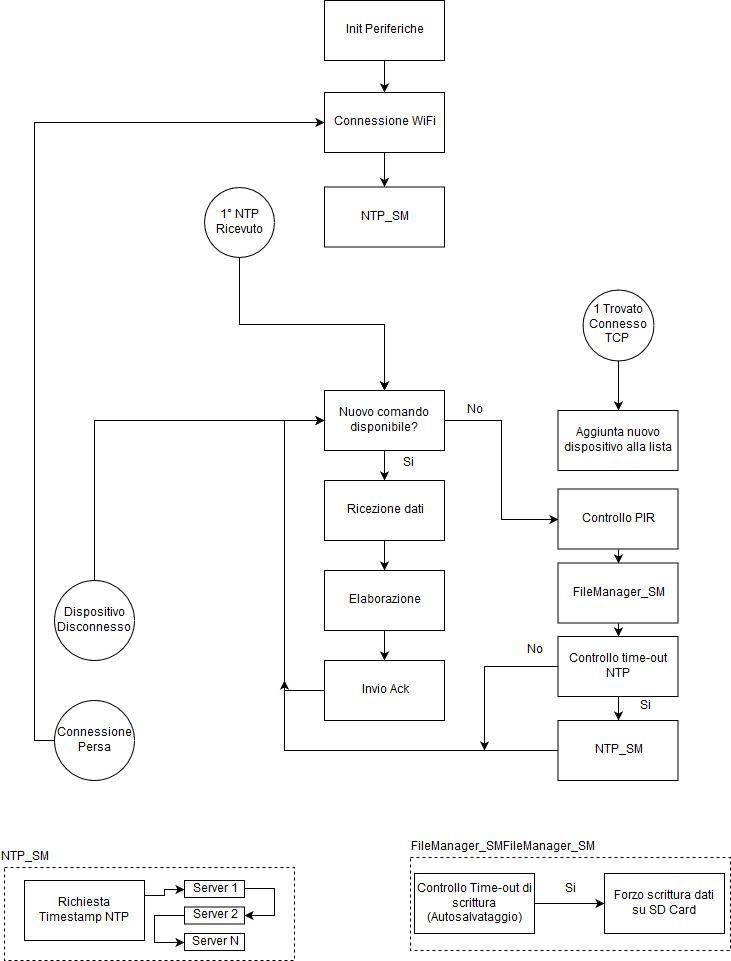 Init Periferiche
Connessione WiFi
NTP_SM
1° NTP
Ricevuto
1 Trovato
Connesso
TCP
Nuovo comando
disponibile?
No
Aggiunta nuovo
dispositivo alla lista
Si
Ricezione dati
Controllo PIR
Elaborazione
FileManager_SM
Dispositivo
Disconnesso
No
Controllo time-out
NTP
Invio Ack
Si
Connessione
Persa
NTP_SM
NTP_SM
Richiesta
Timestamp NTP
Server 1
Server 2
Server N
FileManager_SMFileManager_SM
Controllo Time-out di
scrittura
(Autosalvataggio)
Si
Forzo scrittura dati
su SD Card